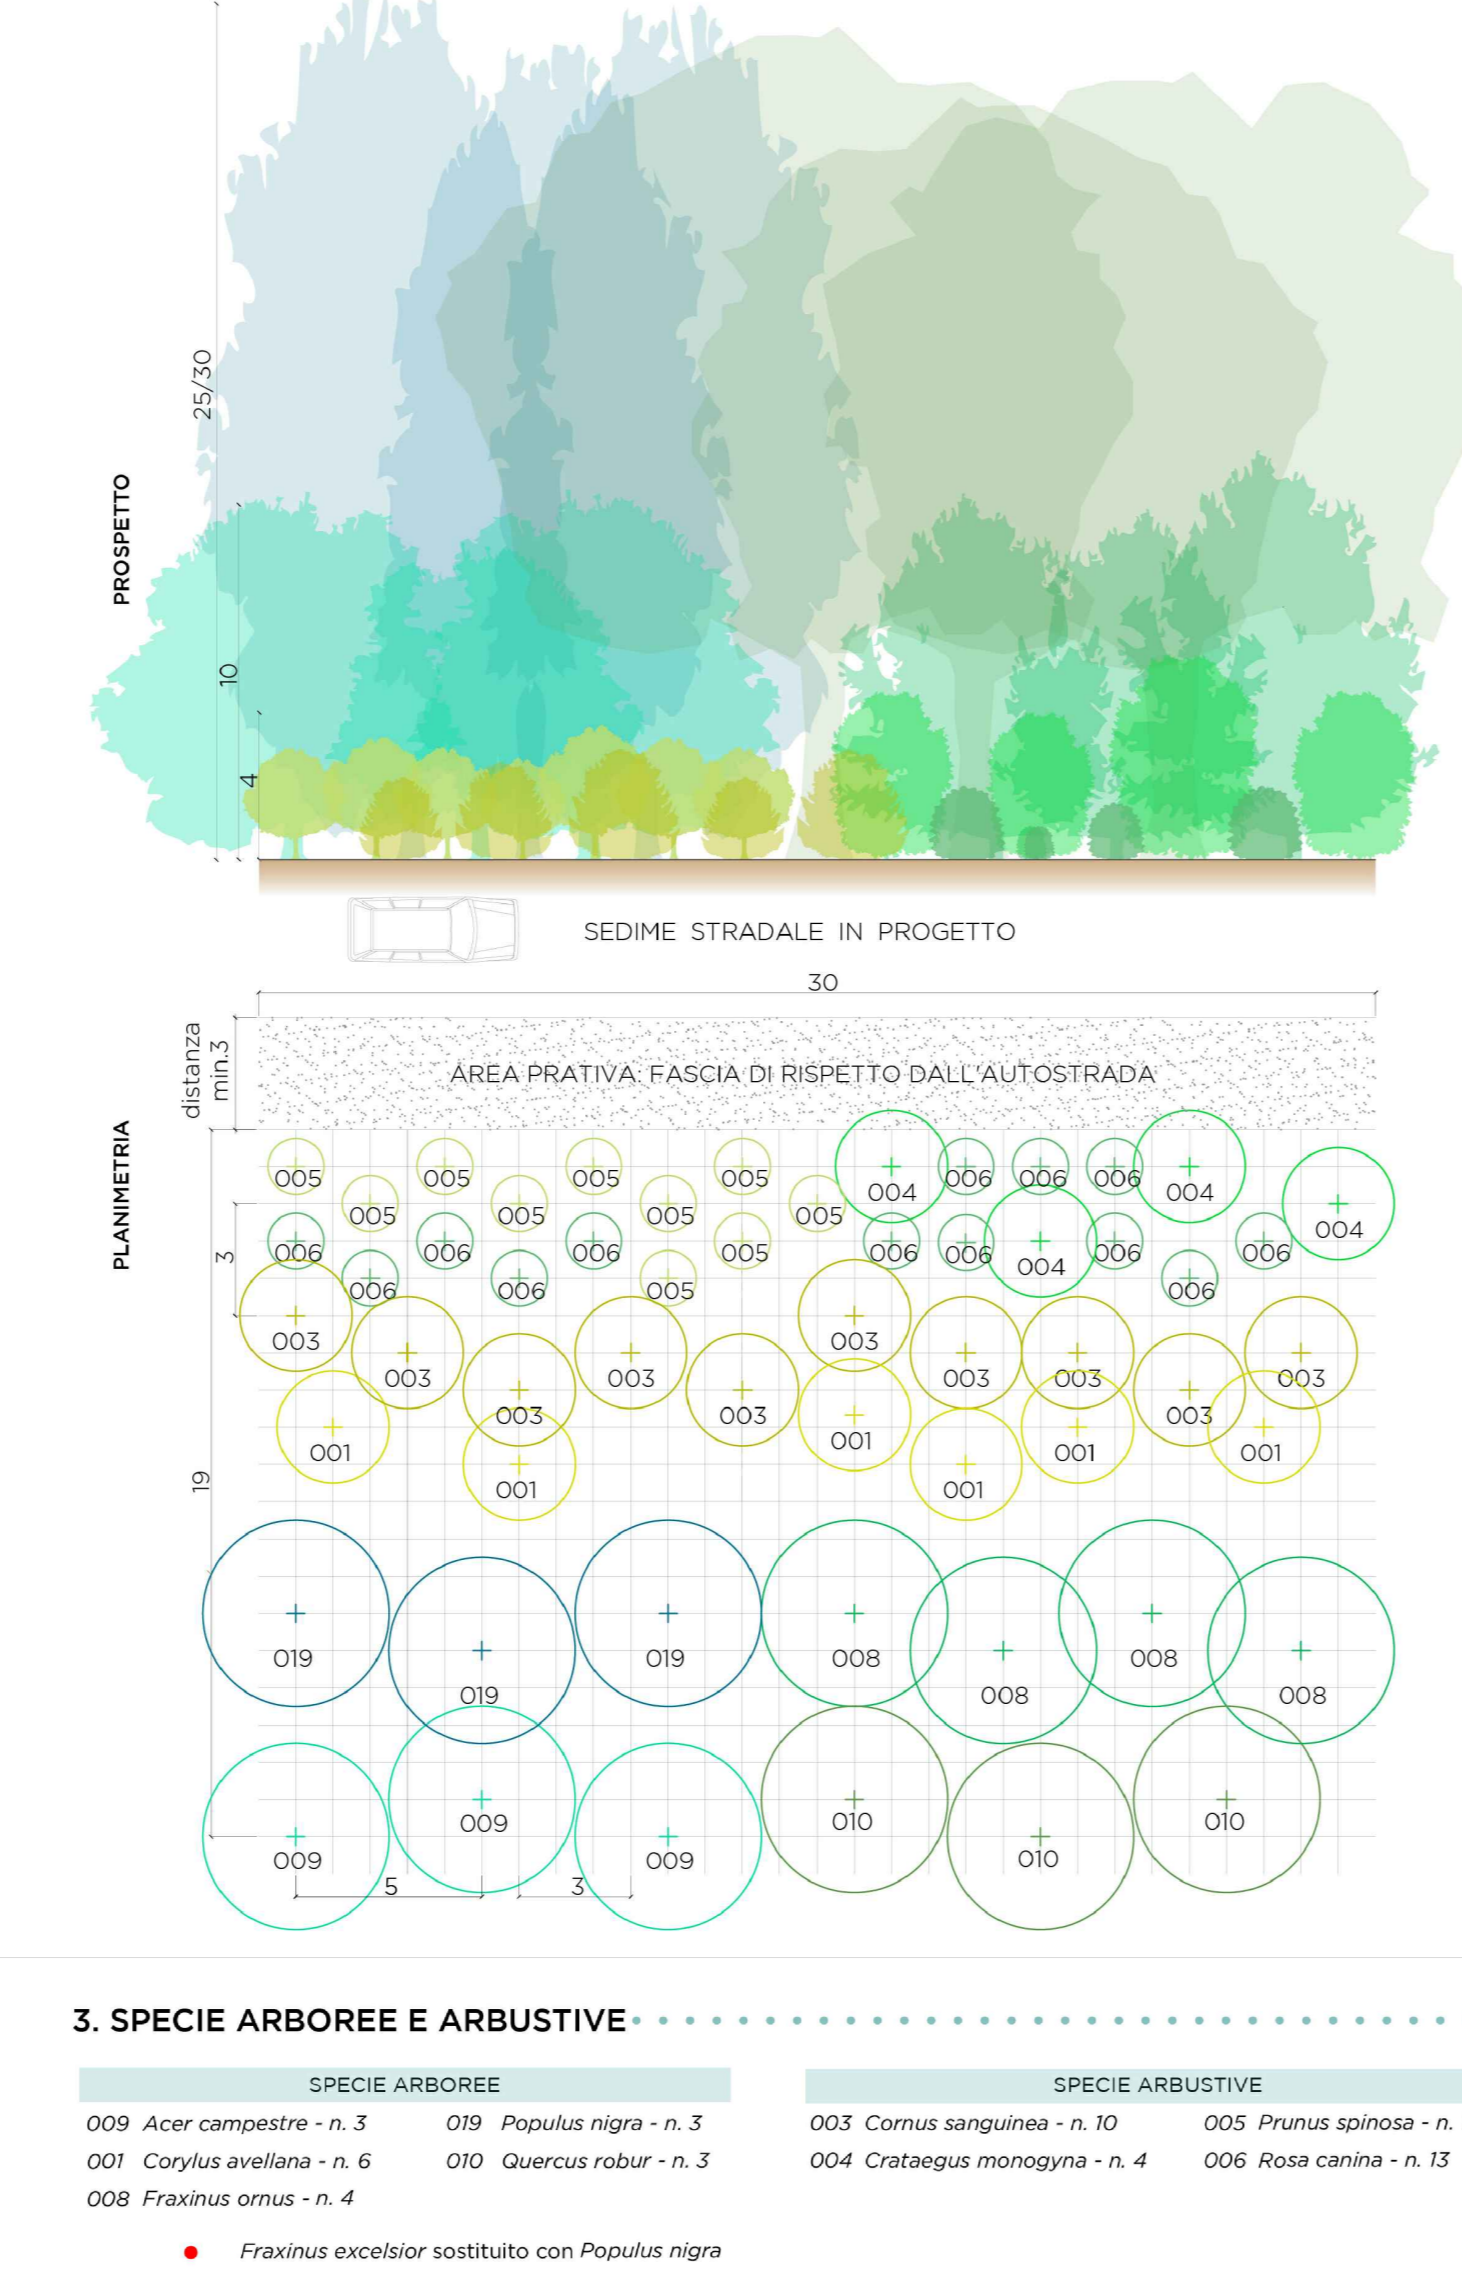 25/30
PROSPETTO
10
4
SEDIME STRADALE IN PROGETTO
30
distanza
min.3
AREA PRATIVA: FASCIA DI RISPETTO DALL'AUTOSTRADA
PLANIMETRIA
005 005 005 005 004 006 006 006 004
005 005 005 005 004
3
006 006 006 005 006 006 004 006 006
006 006 005 006
003 003
003 003 003 003 003
003 003 003
001 001 001 001
001 001
19
019 019 008 008
019 008 008
009 010 010
009 009 010
5 3
3. SPECIE ARBOREE E ARBUSTIVE
SPECIE ARBOREE
009 Acer campestre - n. 3
019 Populus nigra - n. 3
001 Corylus avellana - n. 6
010 Quercus robur - n. 3
008 Fraxinus ornus - n. 4
Fraxinus excelsior sostituito con Populus nigra
SPECIE ARBUSTIVE
003 Cornus sanguinea - n. 10
005 Prunus spinosa - n.
004 Crataegus monogyna - n. 4
006 Rosa canina - n. 13